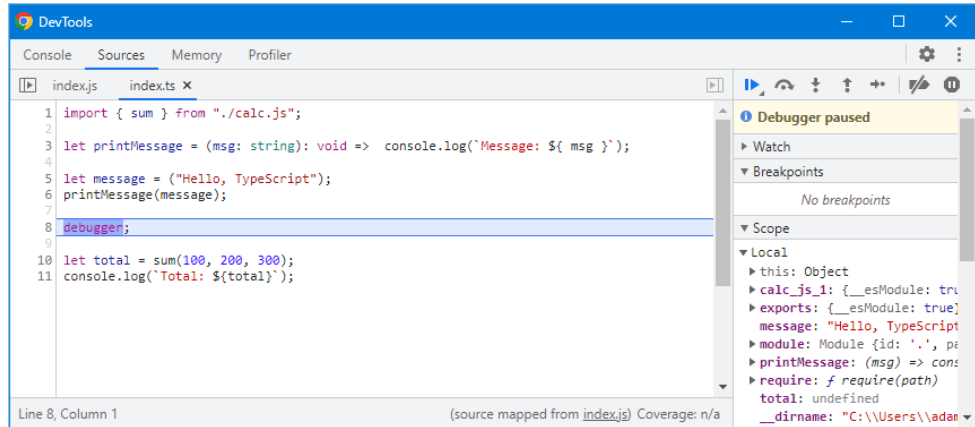 DevTools
Console Sources Memory Profiler
index.js index.ts ×
1 import { sum } from "./calc.js";
2
3 let printMessage = (msg: string): void =>  console.log(`Message: ${ msg }`);
4
5 let message = ("Hello, TypeScript");
6 printMessage(message);
7
8 debugger;
9
10 let total = sum(100, 200, 300);
11 console.log(`Total: ${total}`);
Line 8, Column 1 (source mapped from index.js) Coverage: n/a
Debugger paused
Watch
Breakpoints
No breakpoints
Scope
Local
this: Object
calc_js_1: {__esModule: tru
exports: {__esModule: true}
message: "Hello, TypeScript
module: Module {id: '.', pa
printMessage: (msg) => cons
require: ƒ require(path)
total: undefined
__dirname: "C:\\Users\\adam